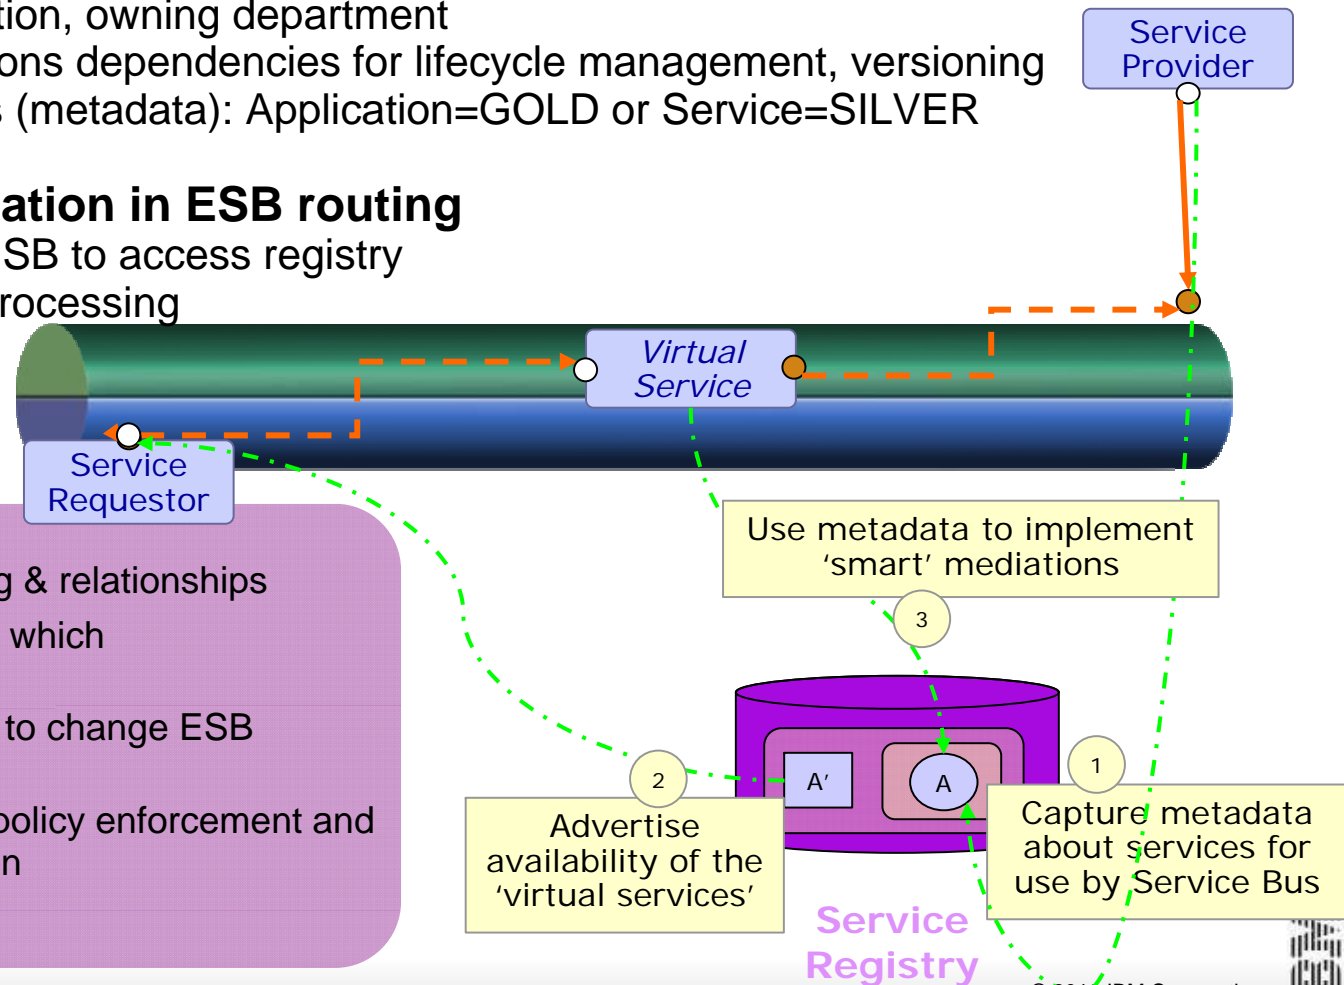 tion, owning department
ons dependencies for lifecycle management, versioning
s (metadata): Application=GOLD or Service=SILVER
Service
Provider
ation in ESB routing
SB to access registry
rocessing
Virtual
Service
Service
Requestor
Use metadata to implement
‘smart’ mediations
3
g & relationships
which
to change ESB
policy enforcement and
n
2
Advertise
availability of the
‘virtual services’
A’
A
1
Capture metadata
about services for
use by Service Bus
Service
Registry
IBM